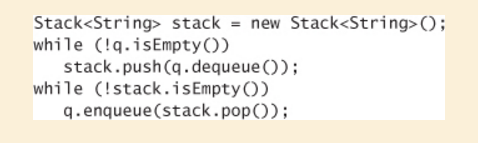 Stack<String> stack = new Stack<String>();
while (!q.isEmpty())
   stack.push(q.dequeue());
while (!stack.isEmpty())
   q.enqueue(stack.pop());